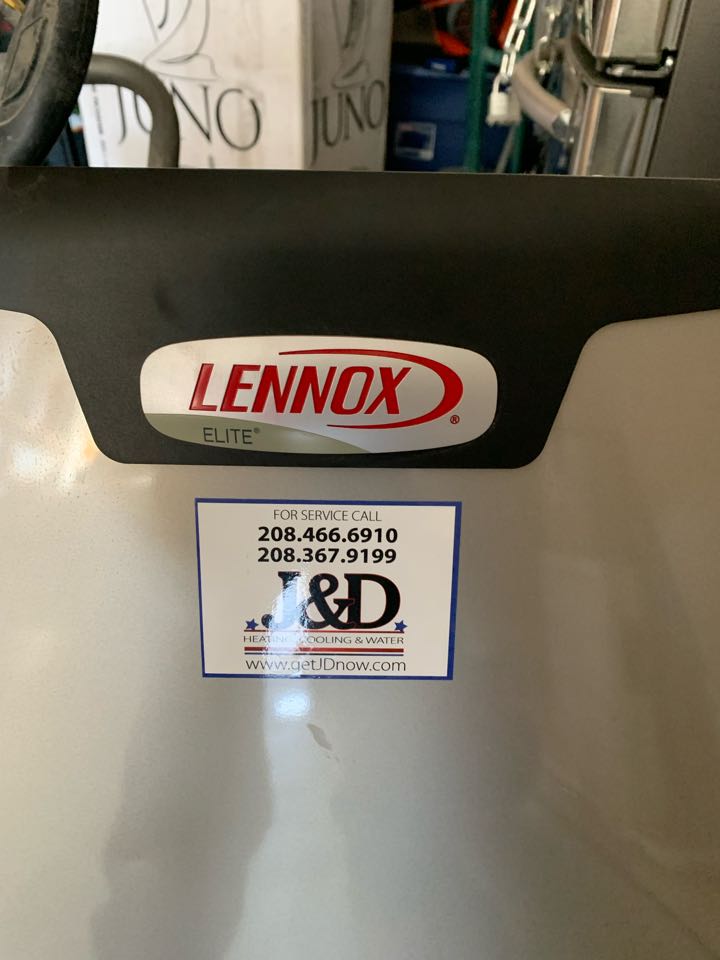 JUNO
JUNO
LENNOX
®
ELITE®
FOR SERVICE CALL
208.466.6910
208.367.9199
J&D
HEATING, COOLING & WATER
www.getJDnow.com